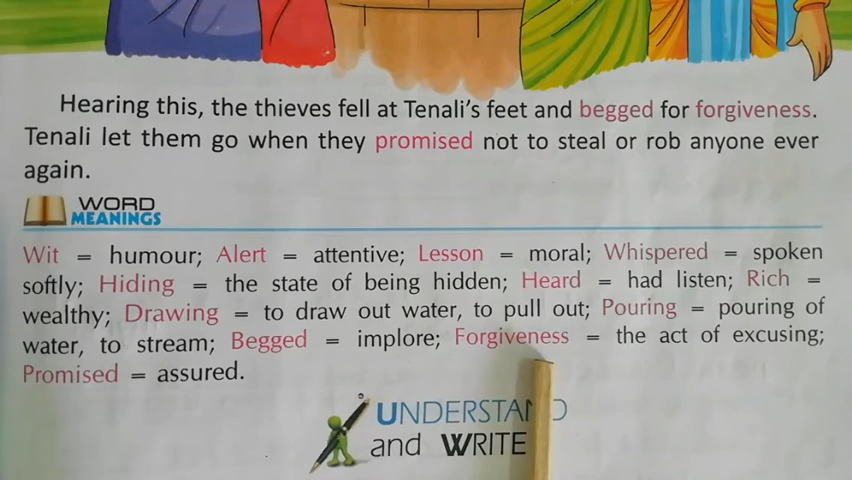 Hearing this, the thieves fell at Tenali's feet and begged for forgiveness.
Tenali let them go when they promised not to steal or rob anyone ever
again.
WORD
MEANINGS
Wit = humour; Alert = attentive; Lesson = moral; Whispered = spoken
softly; Hiding = the state of being hidden; Heard = had listen; Rich =
wealthy; Drawing = to draw out water, to pull out; Pouring = pouring of
water, to stream; Begged = implore; Forgiveness = the act of excusing;
Promised = assured.
UNDERSTAND
and WRITE